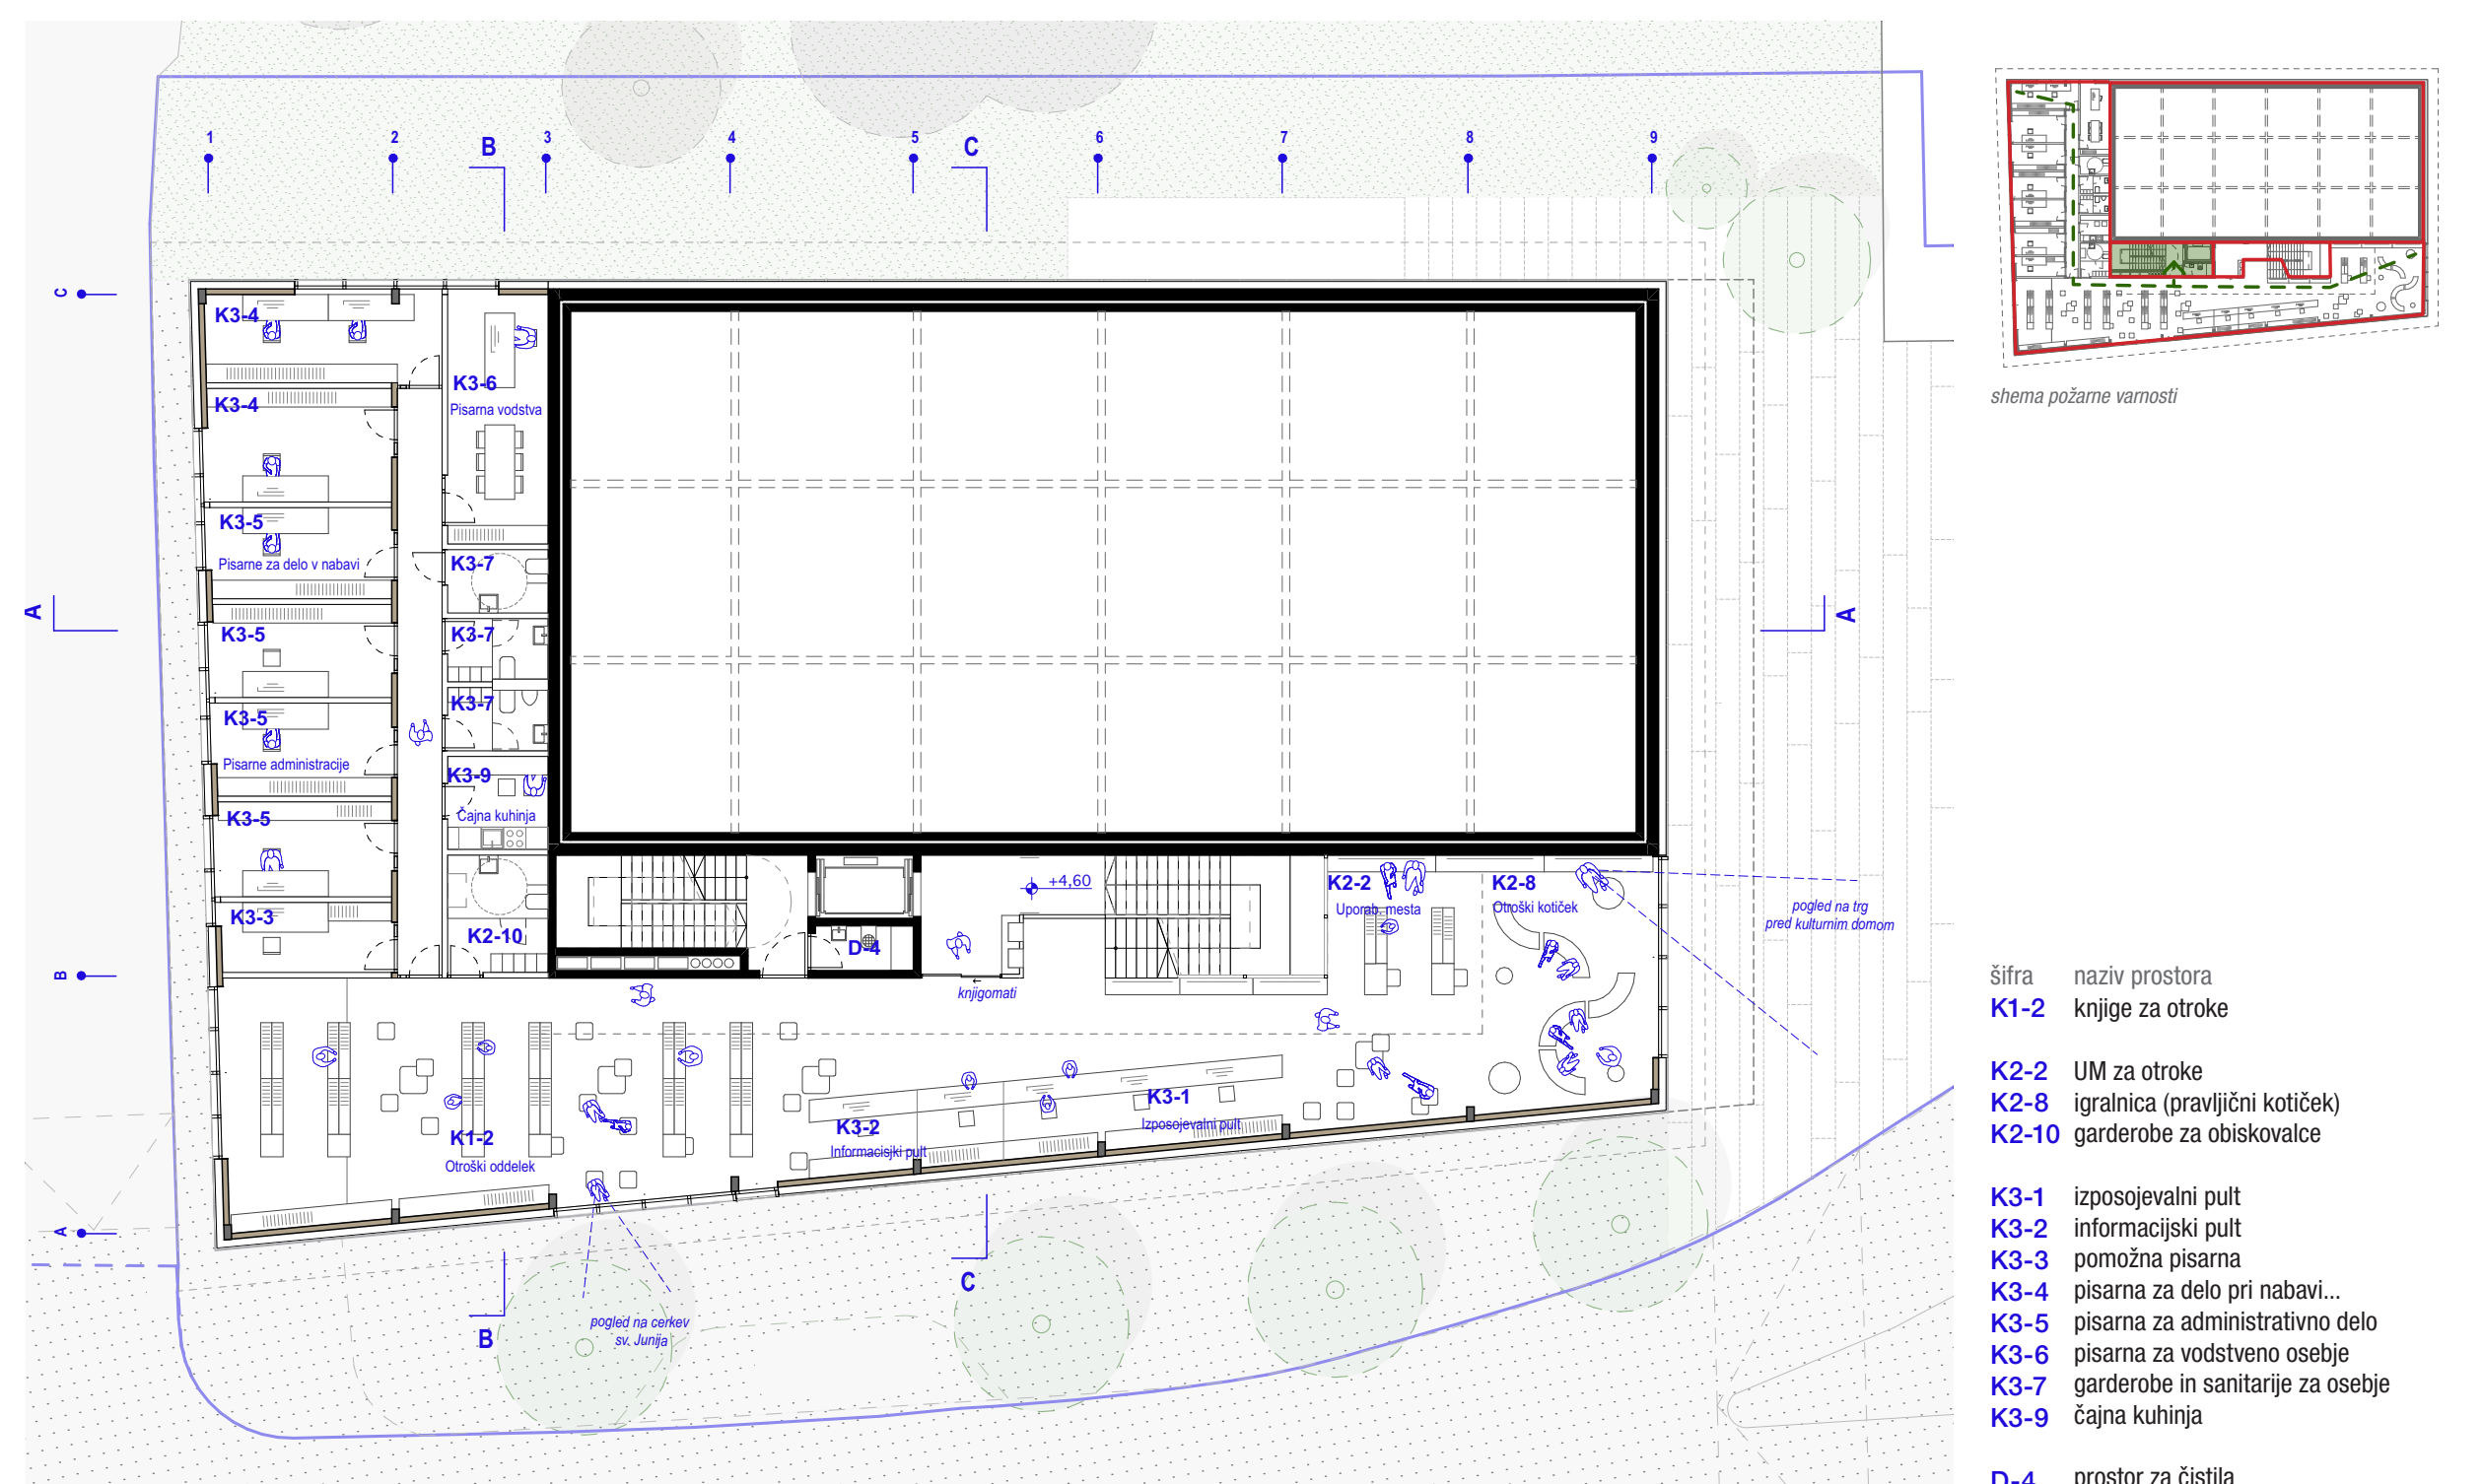 1 2 3 4 5 6 7 8 9
B C
C
K3-4
K3-4
K3-6
Pisarna vodstva
K3-5
Pisarne za delo v nabavi
K3-7
A A
K3-5
K3-7
K3-5
K3-7
Pisarne administracije
K3-9
Čajna kuhinja
K3-5
+4,60
K2-2
Uporab. mesta
K2-8
Otroški kotiček
K3-3
K2-10
D-4
pogled na trg
pred kulturnim domom
B
knjigomati
K1-2
Otroški oddelek
K3-2
Informacisjki pult
K3-1
Izposojevalni pult
A
B
C
pogled na cerkev
sv. Junija
shema požarne varnosti
šifra naziv prostora
K1-2 knjige za otroke
K2-2 UM za otroke
K2-8 igralnica (pravljični kotiček)
K2-10 garderobe za obiskovalce
K3-1 izposojevalni pult
K3-2 informacijski pult
K3-3 pomožna pisarna
K3-4 pisarna za delo pri nabavi...
K3-5 pisarna za administrativno delo
K3-6 pisarna za vodstveno osebje
K3-7 garderobe in sanitarije za osebje
K3-9 čajna kuhinja
D-4 prostor za čistila